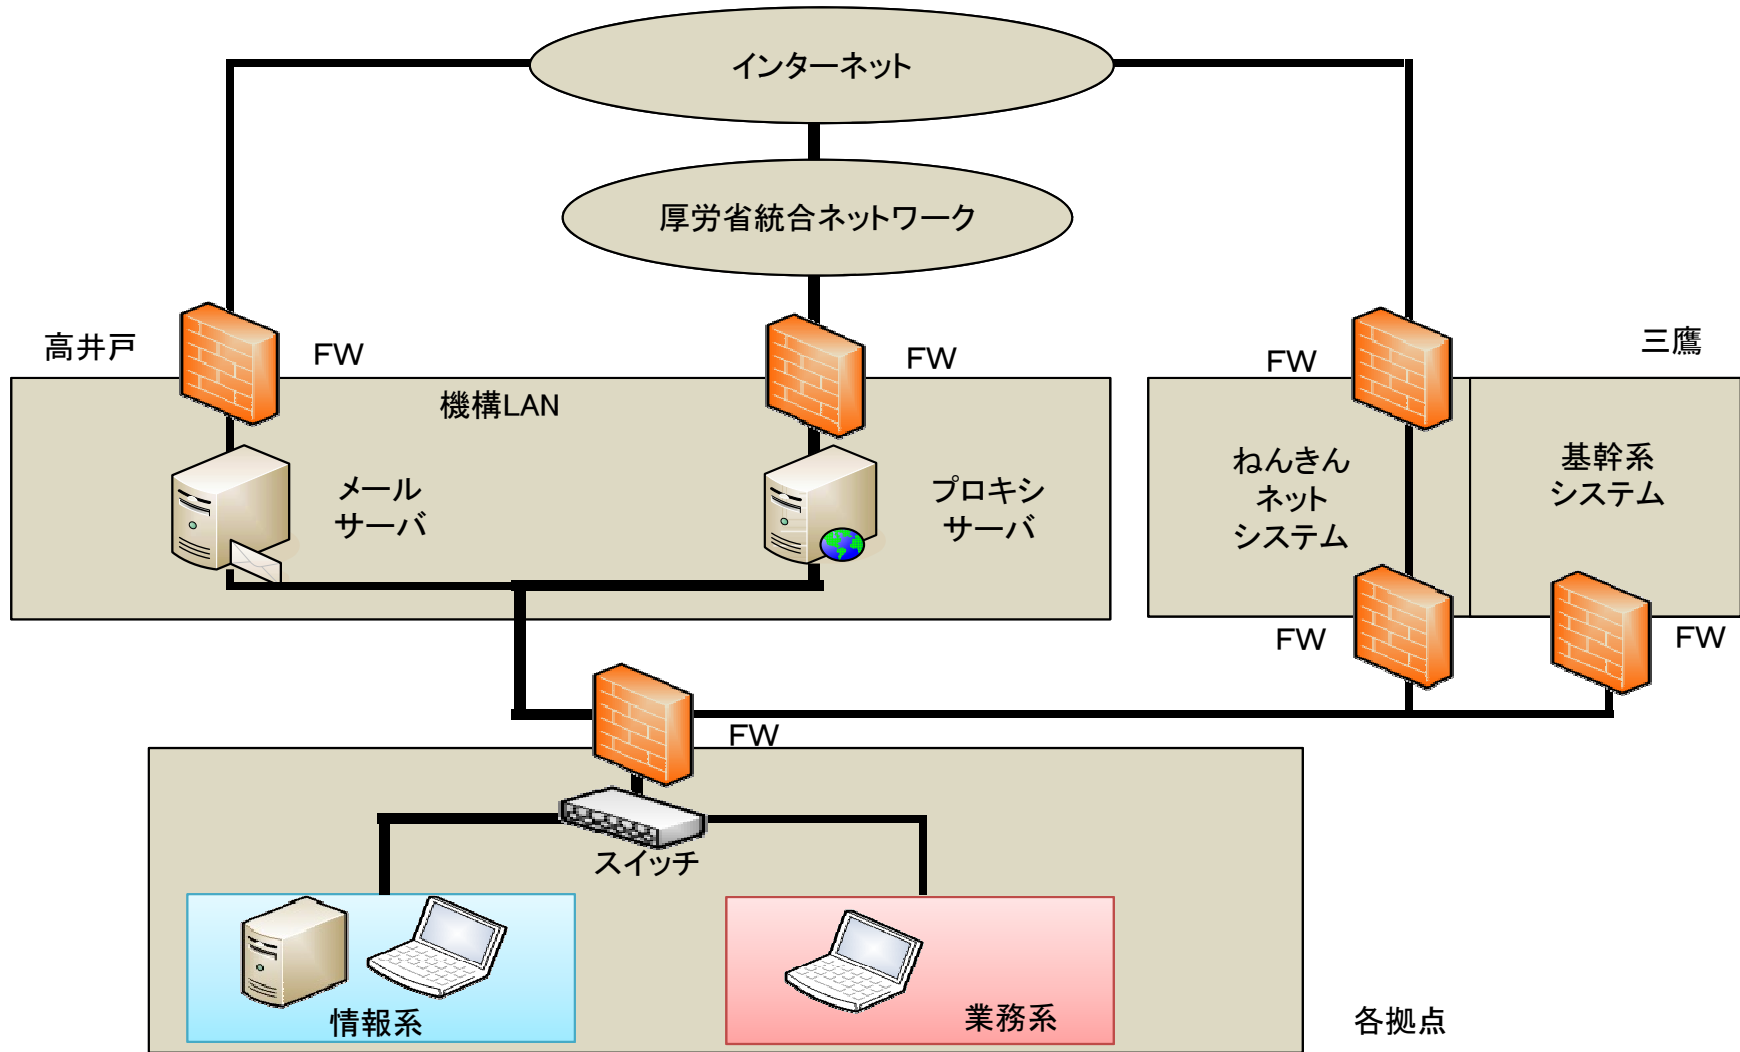 インターネット
厚労省統合ネットワーク
高井戸
FW
FW
FW
三鷹
機構LAN
メール
サーバ
プロキシ
サーバ
ねんきん
ネット
システム
基幹系
システム
FW
FW
FW
スイッチ
情報系
業務系
各拠点